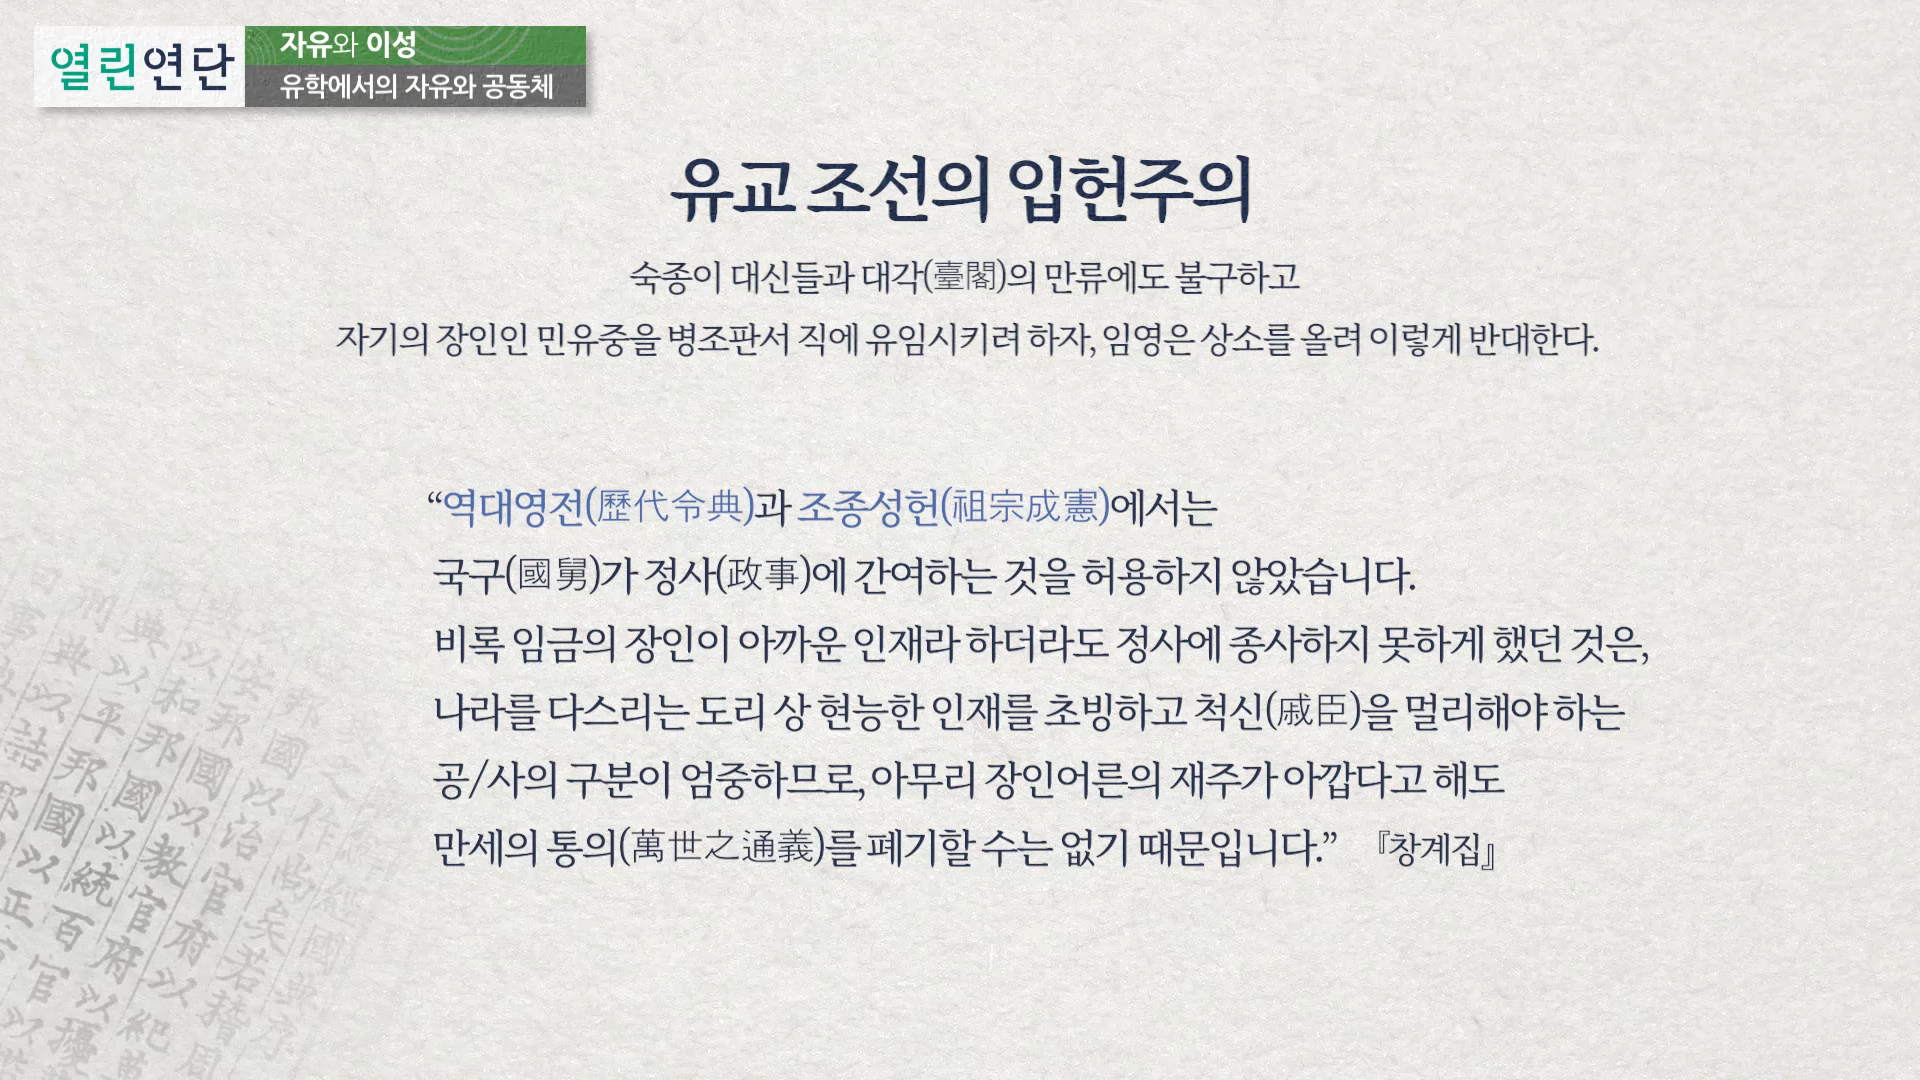 열린연단
자유와 이성
유학에서의 자유와 공동체
유교 조선의 입헌주의
숙종이 대신들과 대각(臺閣)의 만류에도 불구하고
자기의 장인인 민유중을 병조판서 직에 유임시키려 하자, 임영은 상소를 올려 이렇게 반대한다.
“역대영전(歷代令典)과 조종성헌(祖宗成憲)에서는
국구(國舅)가 정사(政事)에 간여하는 것을 허용하지 않았습니다.
비록 임금의 장인이 아까운 인재라 하더라도 정사에 종사하지 못하게 했던 것은,
나라를 다스리는 도리 상 현능한 인재를 초빙하고 척신(戚臣)을 멀리해야 하는
공/사의 구분이 엄중하므로, 아무리 장인어른의 재주가 아깝다고 해도
만세의 통의(萬世之通義)를 폐기할 수는 없기 때문입니다.” 『창계집』